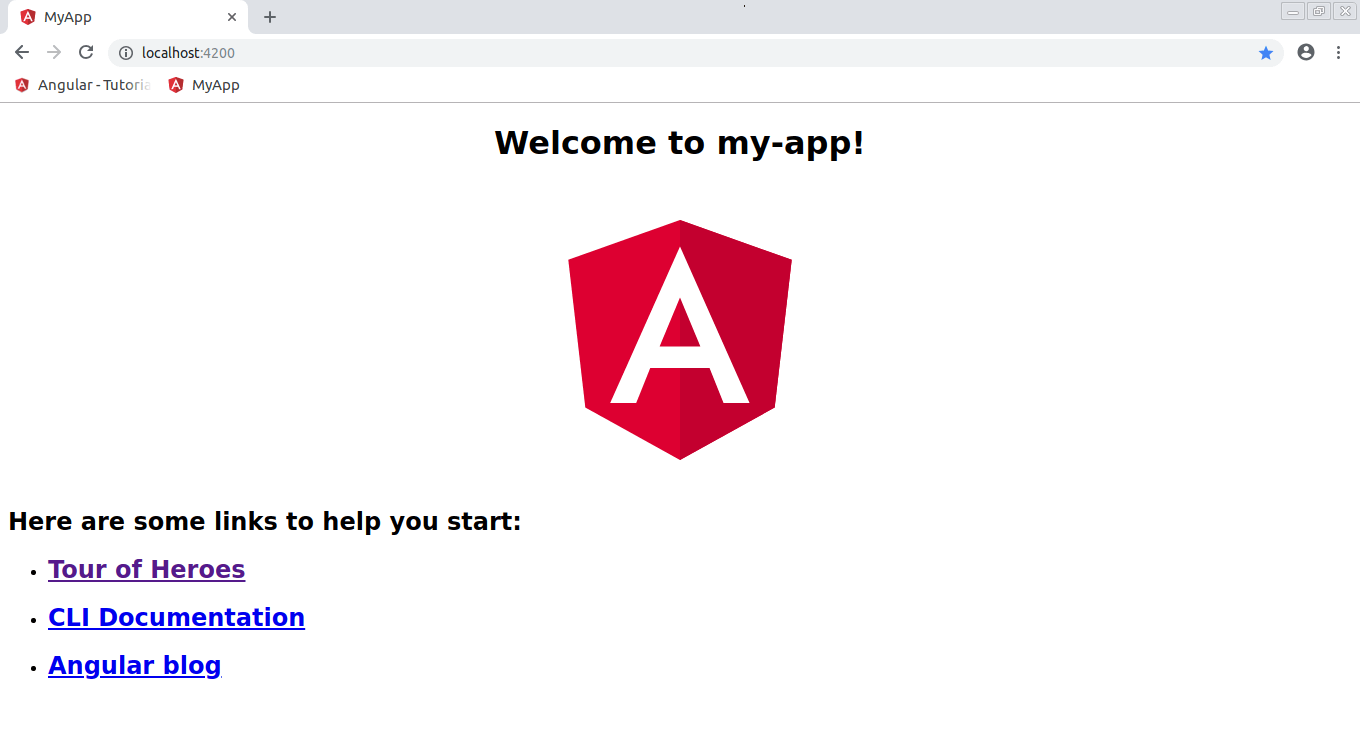 MyApp
localhost:4200
Angular - Tutoria
MyApp
Welcome to my-app!
A
Here are some links to help you start:
• Tour of Heroes
• CLI Documentation
• Angular blog